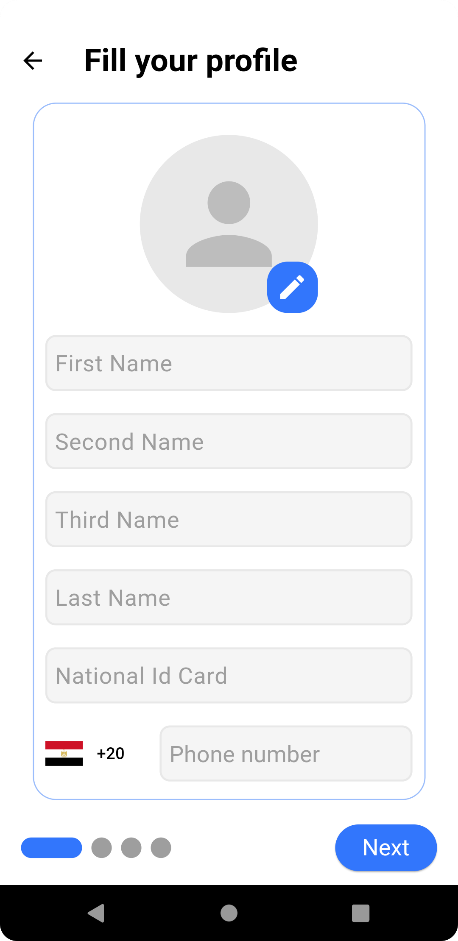 Fill your profile
First Name
Second Name
Third Name
Last Name
National Id Card
+20 Phone number
Next